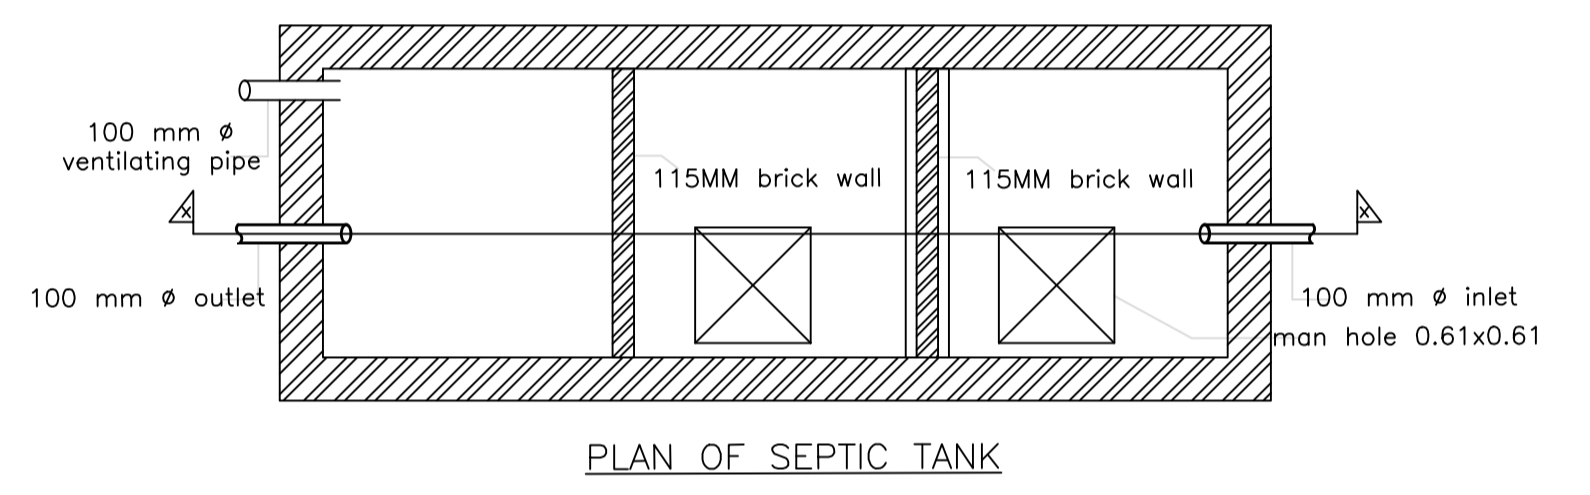 100 mm ø
ventilating pipe
115MM brick wall
115MM brick wall
X
X
100 mm ø outlet
100 mm ø inlet
man hole 0.61x0.61
PLAN OF SEPTIC TANK